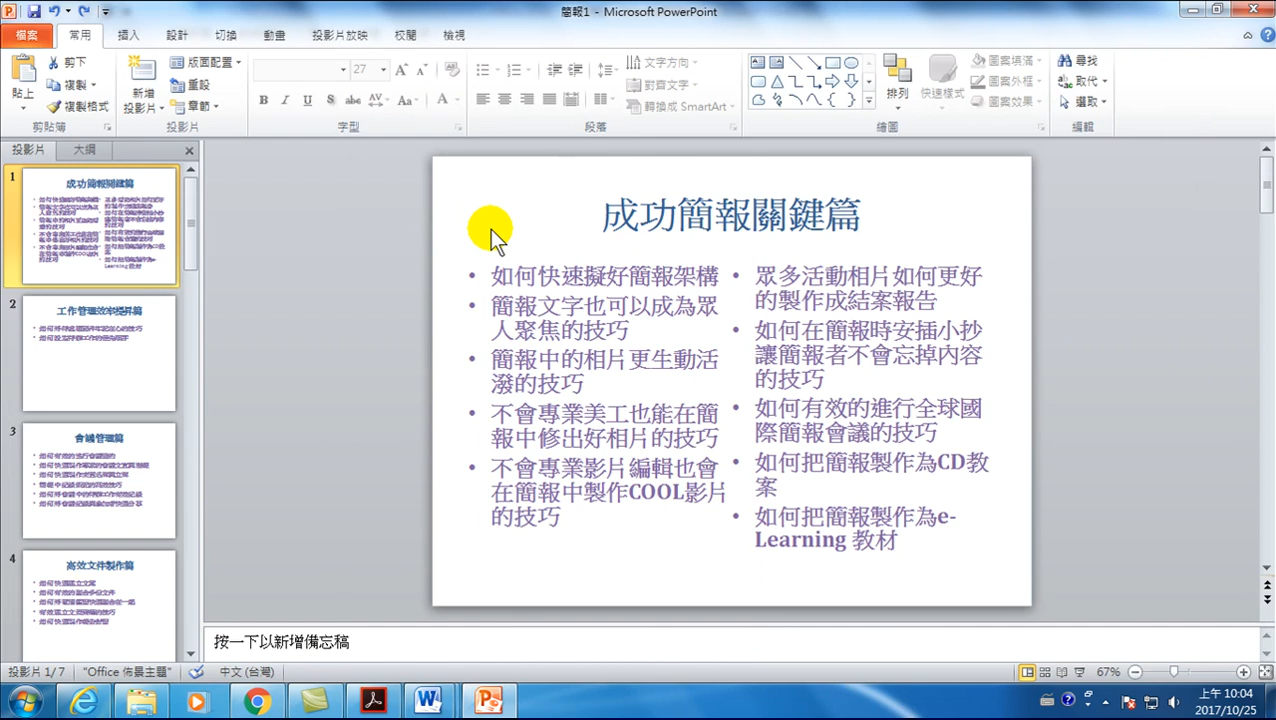 簡報1 - Microsoft PowerPoint
檔案 常用 插入 設計 切換 動畫 投影片放映 校閱 檢視
貼上 剪下 複製 複製格式 剪貼簿
新增投影片 版面配置 重設 章節 投影片
27
B I U S abc AV Aa A 字型
文字方向 對齊文字 轉換成 SmartArt 段落
排列 快速樣式 圖案填滿 圖案外框 圖案效果 繪圖
尋找 取代 選取 編輯
投影片 大綱
1
成功簡報關鍵篇
2
工作管理效率提昇篇
3
會議管理篇
4
高效文件製作篇
成功簡報關鍵篇
• 如何快速擬好簡報架構
• 簡報文字也可以成為眾
人聚焦的技巧
• 簡報中的相片更生動活
潑的技巧
• 不會專業美工也能在簡
報中修出好相片的技巧
• 不會專業影片編輯也會
在簡報中製作COOL影片
的技巧
• 眾多活動相片如何更好
的製作成結案報告
• 如何在簡報時安插小抄
讓簡報者不會忘掉內容
的技巧
• 如何有效的進行全球國
際簡報會議的技巧
• 如何把簡報製作為CD教
案
• 如何把簡報製作為e-
Learning 教材
按一下以新增備忘稿
投影片 1/7 "Office 佈景主題" 中文 (台灣) 67%
上午 10:04
2017/10/25